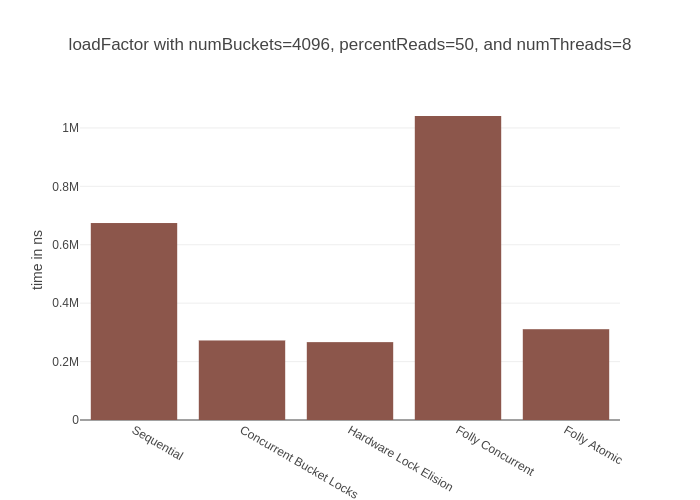 loadFactor with numBuckets=4096, percentReads=50, and numThreads=8
1M
0.8M
0.6M
0.4M
0.2M
0
time in ns
Sequential
Concurrent Bucket Locks
Hardware Lock Elision
Folly Concurrent
Folly Atomic